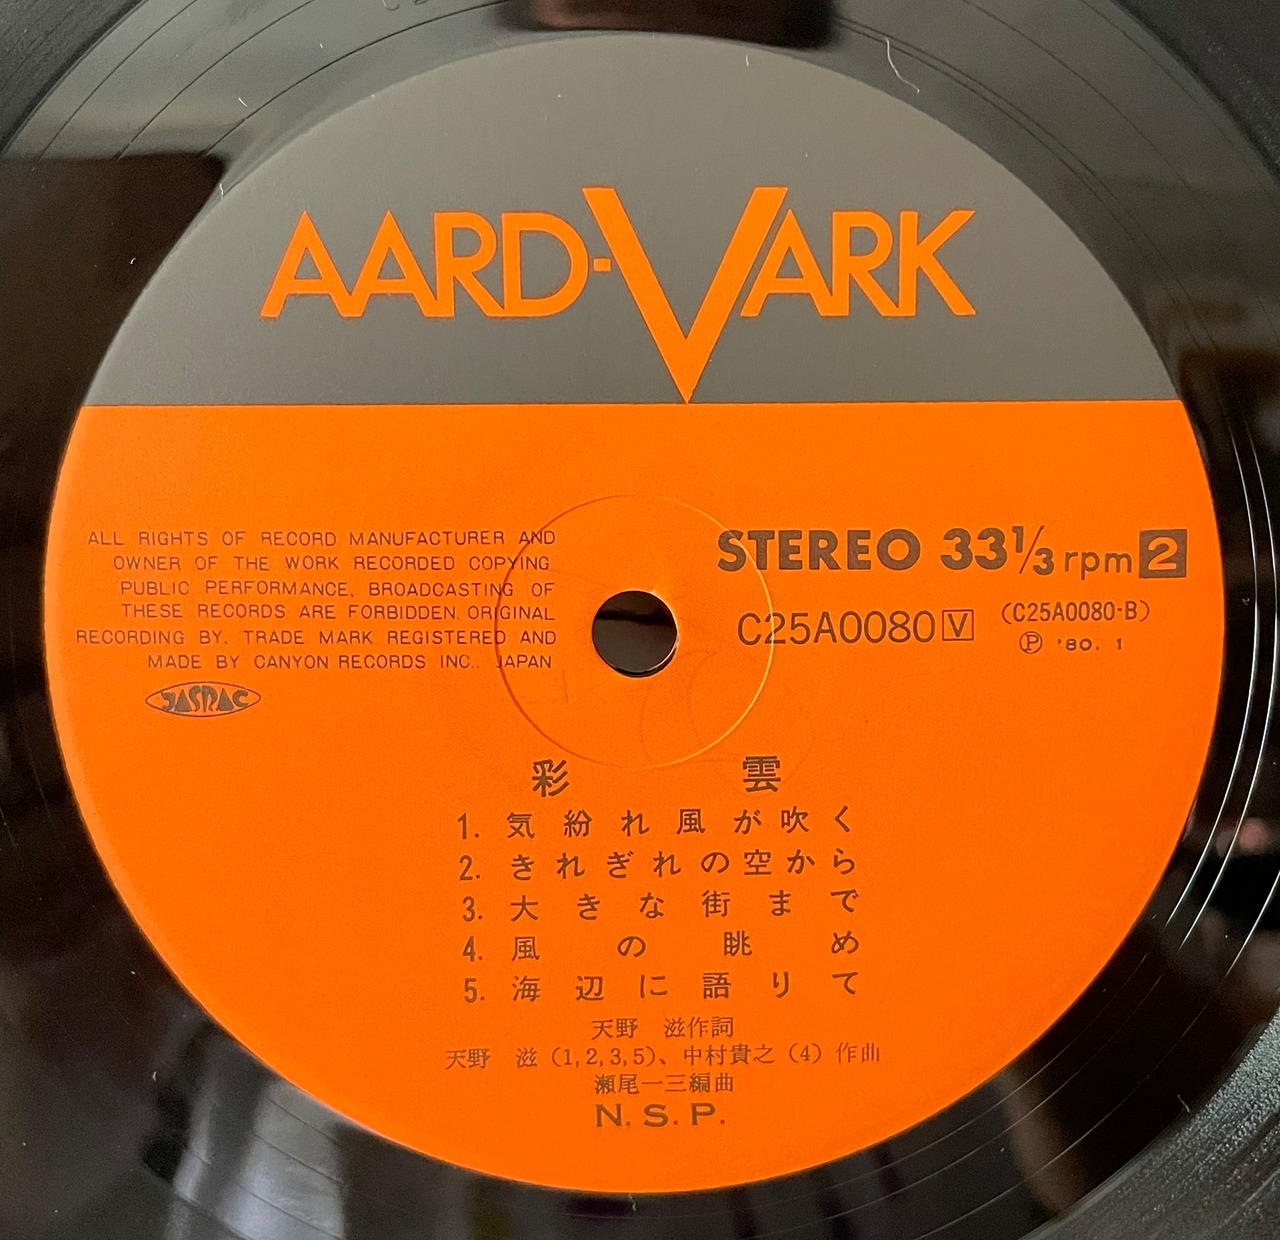 AARD-VARK
ALL RIGHTS OF RECORD MANUFACTURER AND
OWNER OF THE WORK RECORDED COPYING
PUBLIC PERFORMANCE, BROADCASTING OF
THESE RECORDS ARE FORBIDDEN. ORIGINAL
RECORDING BY. TRADE MARK REGISTERED AND
MADE BY CANYON RECORDS INC.. JAPAN
JASRAC
STEREO 33⅓ rpm 2
C25A0080 V (C25A0080-B)
Ⓟ '80. 1
彩雲
1. 気紛れ風が吹く
2. きれぎれの空から
3. 大きな街まで
4. 風の眺め
5. 海辺に語りて
天野 滋作詞
天野 滋（1,2,3,5）、中村貴之（4）作曲
瀬尾一三編曲
N.S.P.